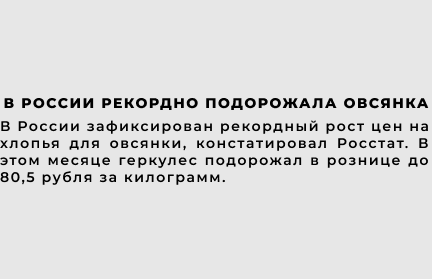 В РОССИИ РЕКОРДНО ПОДОРОЖАЛА ОВСЯНКА
В России зафиксирован рекордный рост цен на
хлопья для овсянки, констатировал Росстат. В
этом месяце геркулес подорожал в рознице до
80,5 рубля за килограмм.